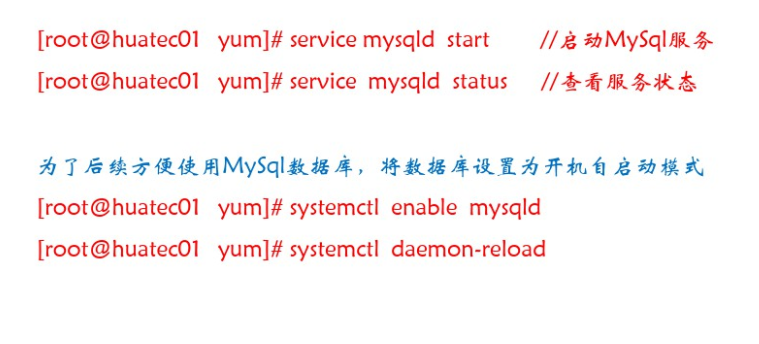 [root@huatec01 yum]# service mysqld start //启动MySql服务
[root@huatec01 yum]# service mysqld status //查看服务状态
为了后续方便使用MySql数据库，将数据库设置为开机自启动模式
[root@huatec01 yum]# systemctl enable mysqld
[root@huatec01 yum]# systemctl daemon-reload